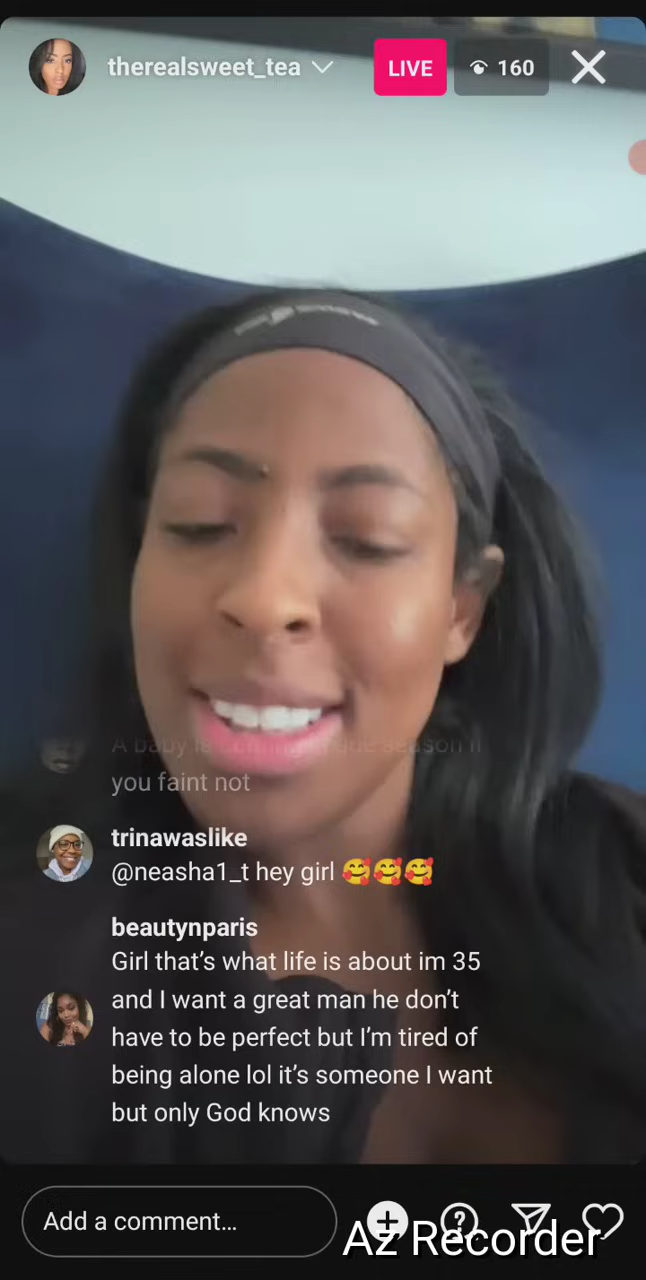 therealsweet_tea
LIVE
160
A baby is
you faint not
trinawaslike
@neasha1_t hey girl 🥰🥰🥰
beautynparis
Girl that’s what life is about im 35
and I want a great man he don’t
have to be perfect but I’m tired of
being alone lol it’s someone I want
but only God knows
Add a comment…
Az Recorder